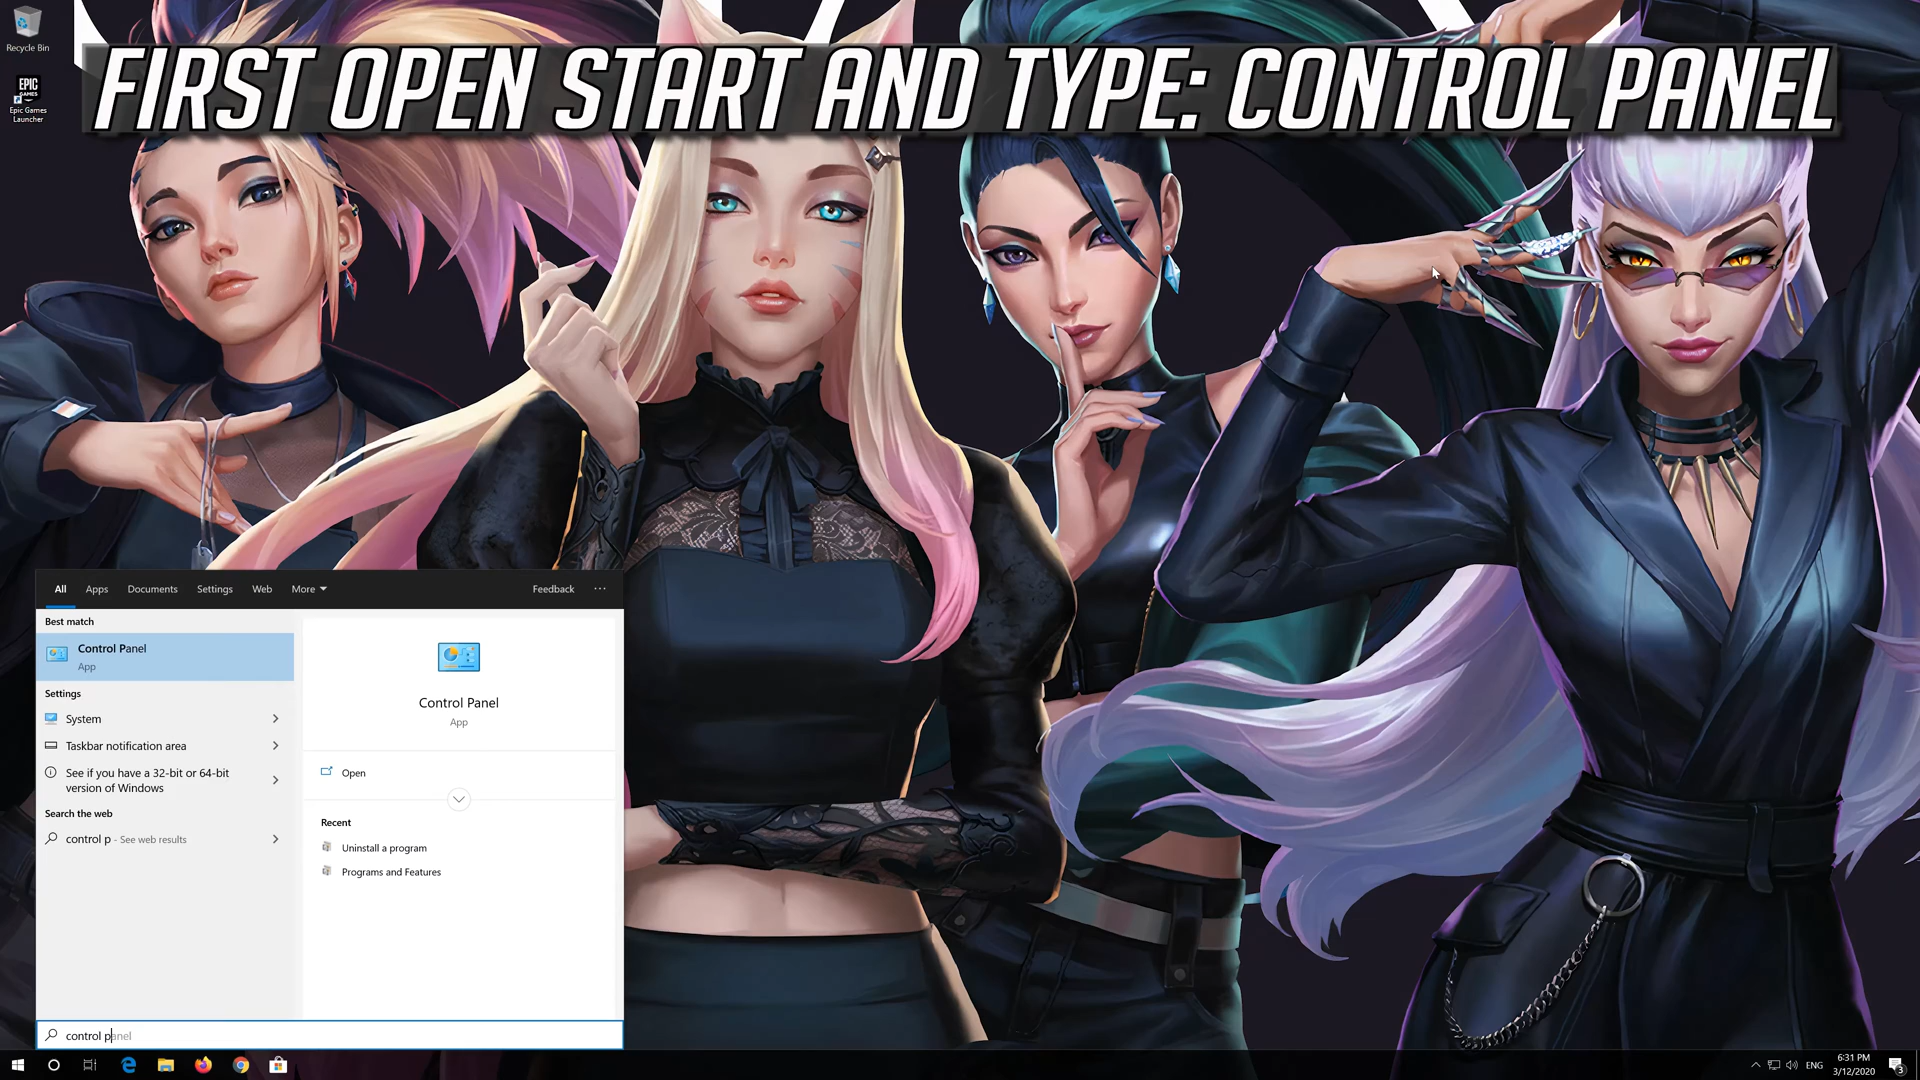 Recycle Bin
EPIC
GAMES
Epic Games
Launcher
FIRST OPEN START AND TYPE: CONTROL PANEL
All Apps Documents Settings Web More Feedback ...
Best match
Control Panel
App
Settings
System
Taskbar notification area
See if you have a 32-bit or 64-bit
version of Windows
Search the web
control p - See web results
Control Panel
App
Open
Recent
Uninstall a program
Programs and Features
control panel
ENG
6:31 PM
3/12/2020
3